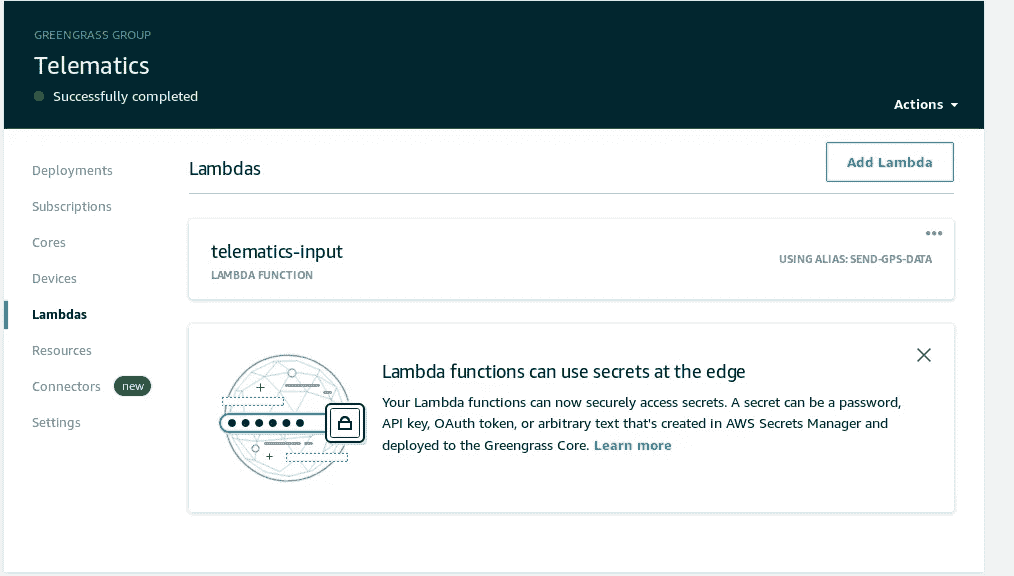 GREENGRASS GROUP
Telematics
Successfully completed
Actions
Deployments
Subscriptions
Cores
Devices
Lambdas
Resources
Connectors new
Settings
Lambdas
Add Lambda
telematics-input
LAMBDA FUNCTION
USING ALIAS: SEND-GPS-DATA
Lambda functions can use secrets at the edge
Your Lambda functions can now securely access secrets. A secret can be a password,
API key, OAuth token, or arbitrary text that's created in AWS Secrets Manager and
deployed to the Greengrass Core. Learn more